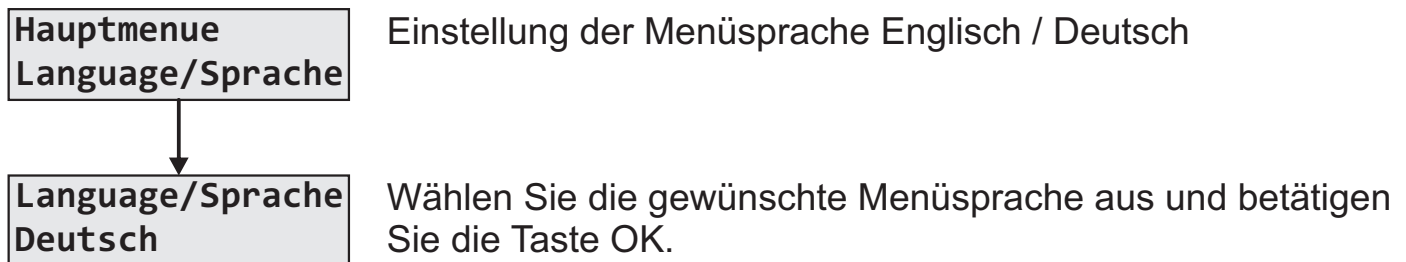 Hauptmenue
Language/Sprache
Einstellung der Menüsprache Englisch / Deutsch
Language/Sprache
Deutsch
Wählen Sie die gewünschte Menüsprache aus und betätigen
Sie die Taste OK.